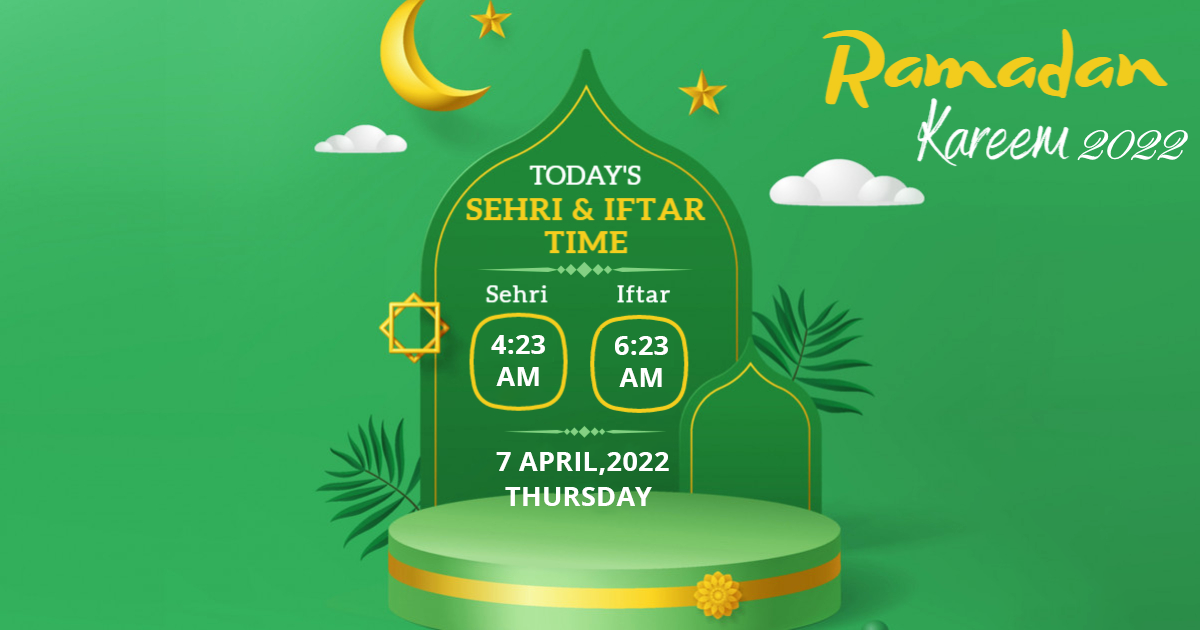 Ramadan
Kareem 2022
TODAY'S
SEHRI & IFTAR
TIME
Sehri Iftar
4:23 6:23
AM AM
7 APRIL,2022
THURSDAY